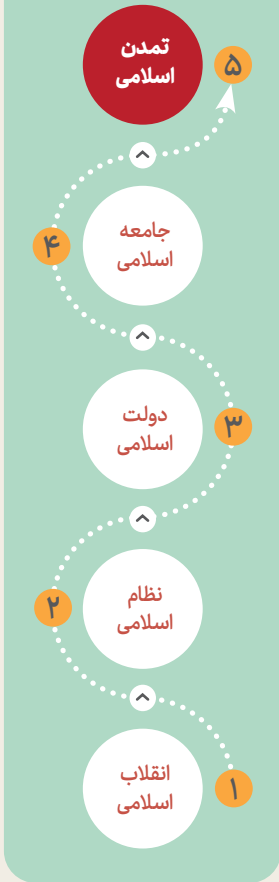 ۵
تمدن
اسلامی
۴
جامعه
اسلامی
۳
دولت
اسلامی
۲
نظام
اسلامی
۱
انقلاب
اسلامی